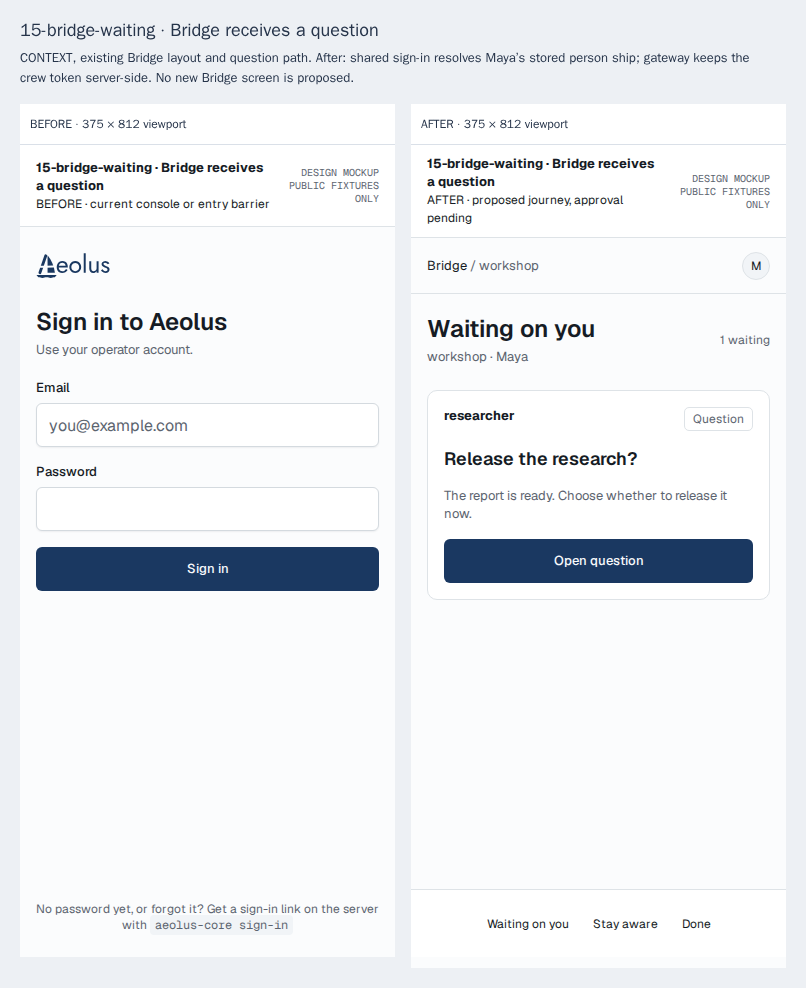 15-bridge-waiting · Bridge receives a question
CONTEXT, existing Bridge layout and question path. After: shared sign-in resolves Maya's stored person ship; gateway keeps the
crew token server-side. No new Bridge screen is proposed.
BEFORE · 375 × 812 viewport
15-bridge-waiting · Bridge receives
a question
BEFORE · current console or entry barrier
DESIGN MOCKUP
PUBLIC FIXTURES
ONLY
Aeolus
Sign in to Aeolus
Use your operator account.
Email
you@example.com
Password
Sign in
No password yet, or forgot it? Get a sign-in link on the server
with aeolus-core sign-in
AFTER · 375 × 812 viewport
15-bridge-waiting · Bridge receives
a question
AFTER · proposed journey, approval
pending
DESIGN MOCKUP
PUBLIC FIXTURES
ONLY
Bridge / workshop
M
Waiting on you
workshop · Maya
1 waiting
researcher
Question
Release the research?
The report is ready. Choose whether to release it
now.
Open question
Waiting on you
Stay aware
Done